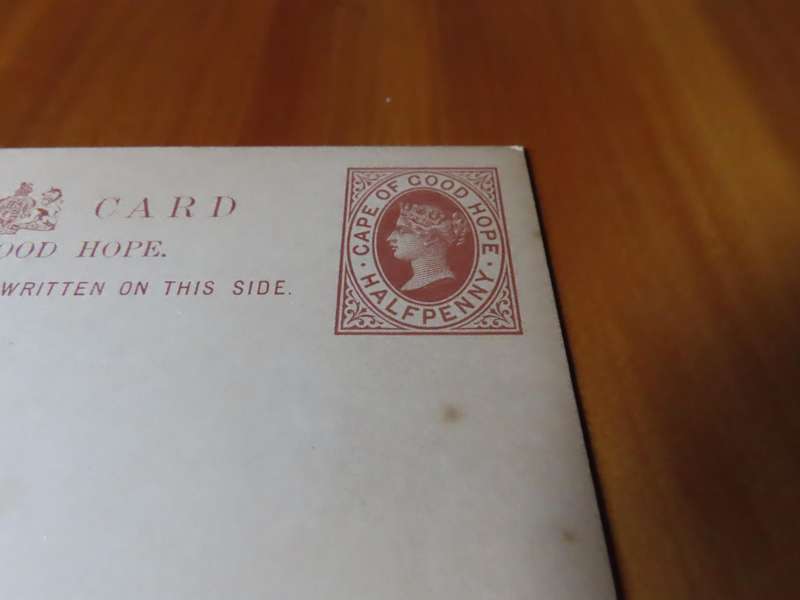 CARD
OOD HOPE.
WRITTEN ON THIS SIDE.
CAPE OF GOOD HOPE
HALFPENNY